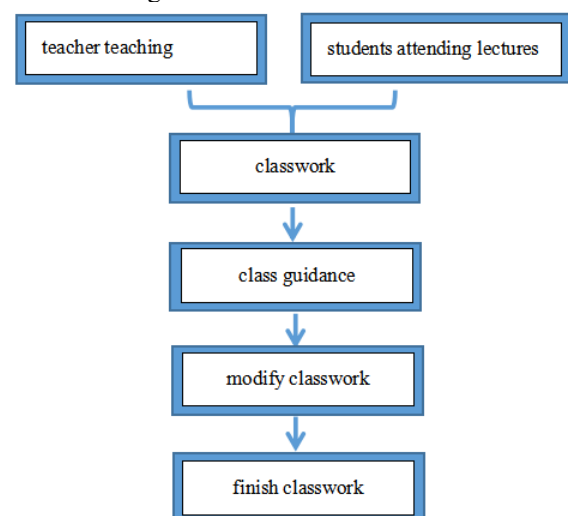 teacher teaching
students attending lectures
classwork
class guidance
modify classwork
finish classwork